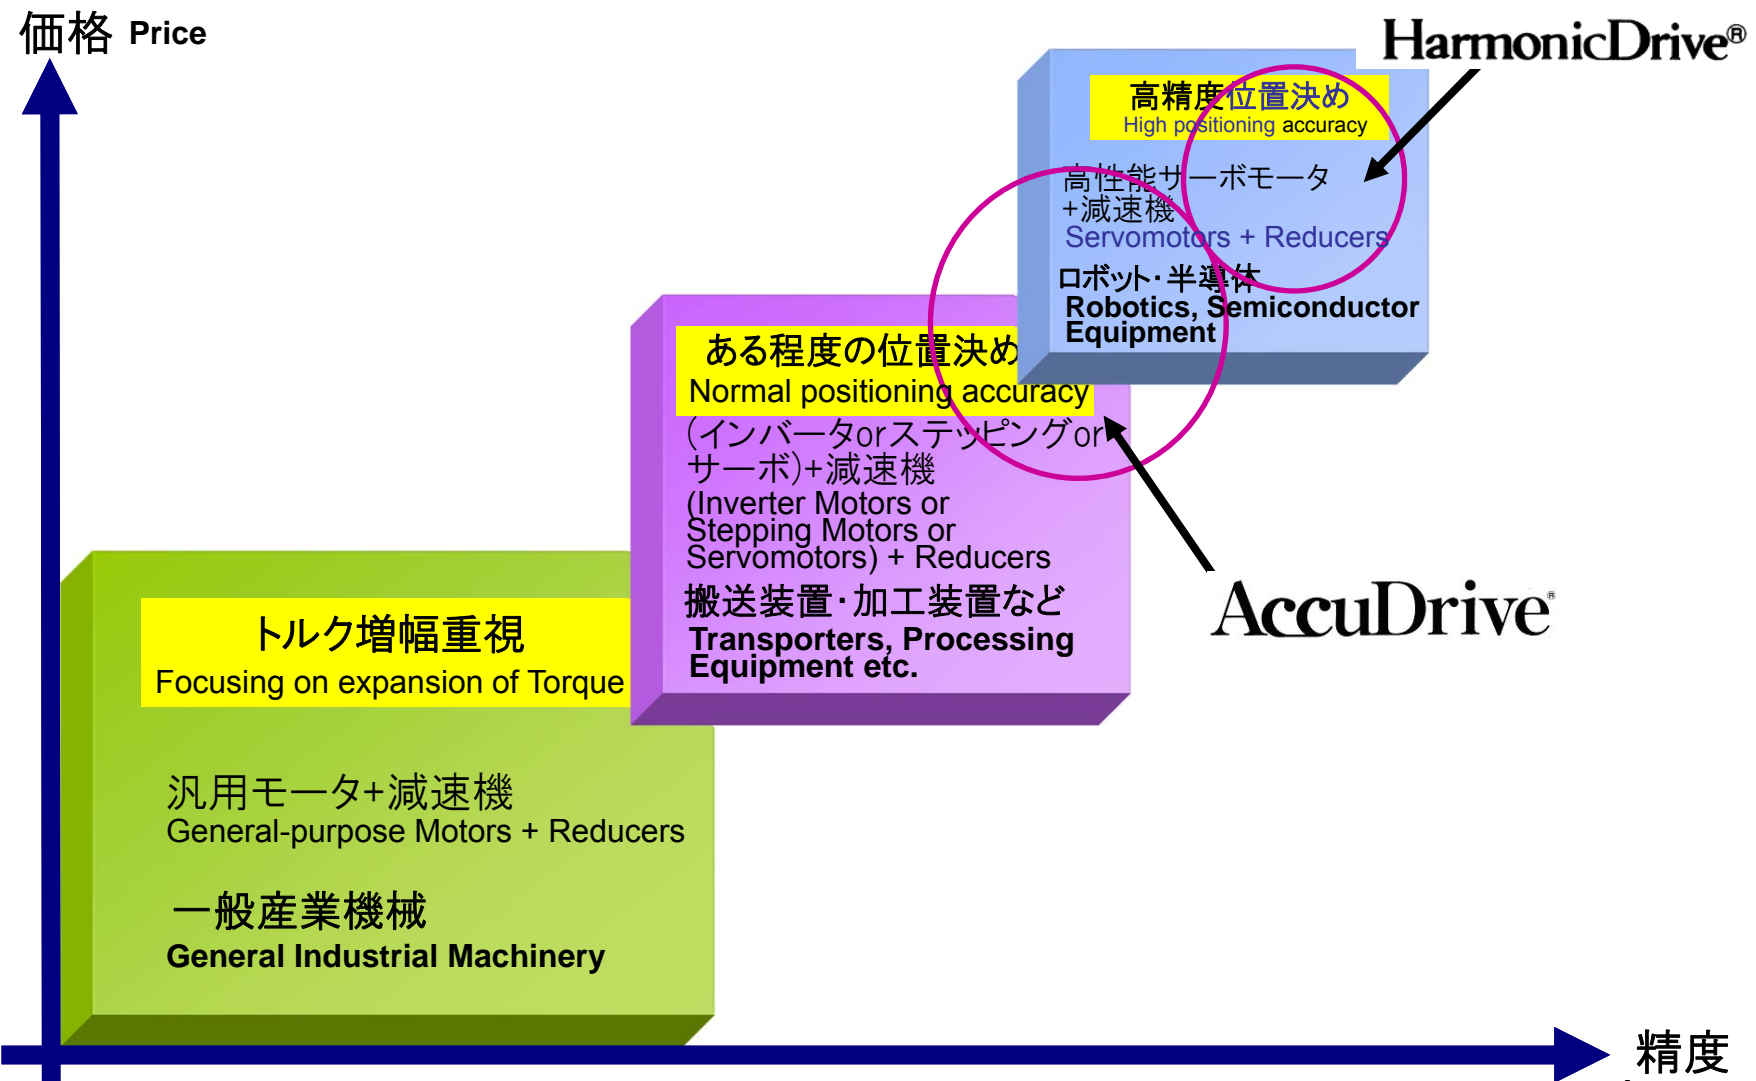 価格 Price
HarmonicDrive®
高精度位置決め
High positioning accuracy
高性能サーボモータ
+減速機
Servomotors + Reducers
ロボット・半導体
Robotics, Semiconductor
Equipment
ある程度の位置決め
Normal positioning accuracy
(インバータorステッピングor
サーボ)+減速機
(Inverter Motors or
Stepping Motors or
Servomotors) + Reducers
搬送装置・加工装置など
Transporters, Processing
Equipment etc.
AccuDrive®
トルク増幅重視
Focusing on expansion of Torque
汎用モータ+減速機
General-purpose Motors + Reducers
一般産業機械
General Industrial Machinery
精度